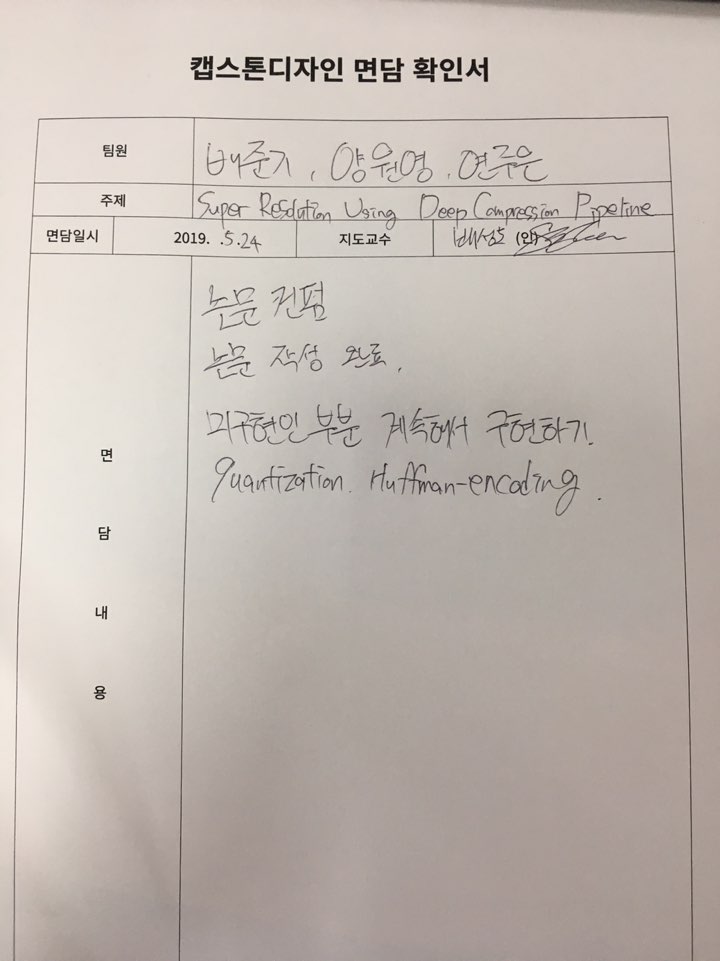 캡스톤디자인 면담 확인서
팀원 배준기, 양원영, 연주은
주제 Super Resolution Using Deep Compression Pipeline
면담일시 2019. .5.24 지도교수 배성호 (인)
논문 컨펌
논문 작성 완료.
미구현인 부분 계속해서 구현하기.
quantization. Huffman-encoding.
면
담
내
용